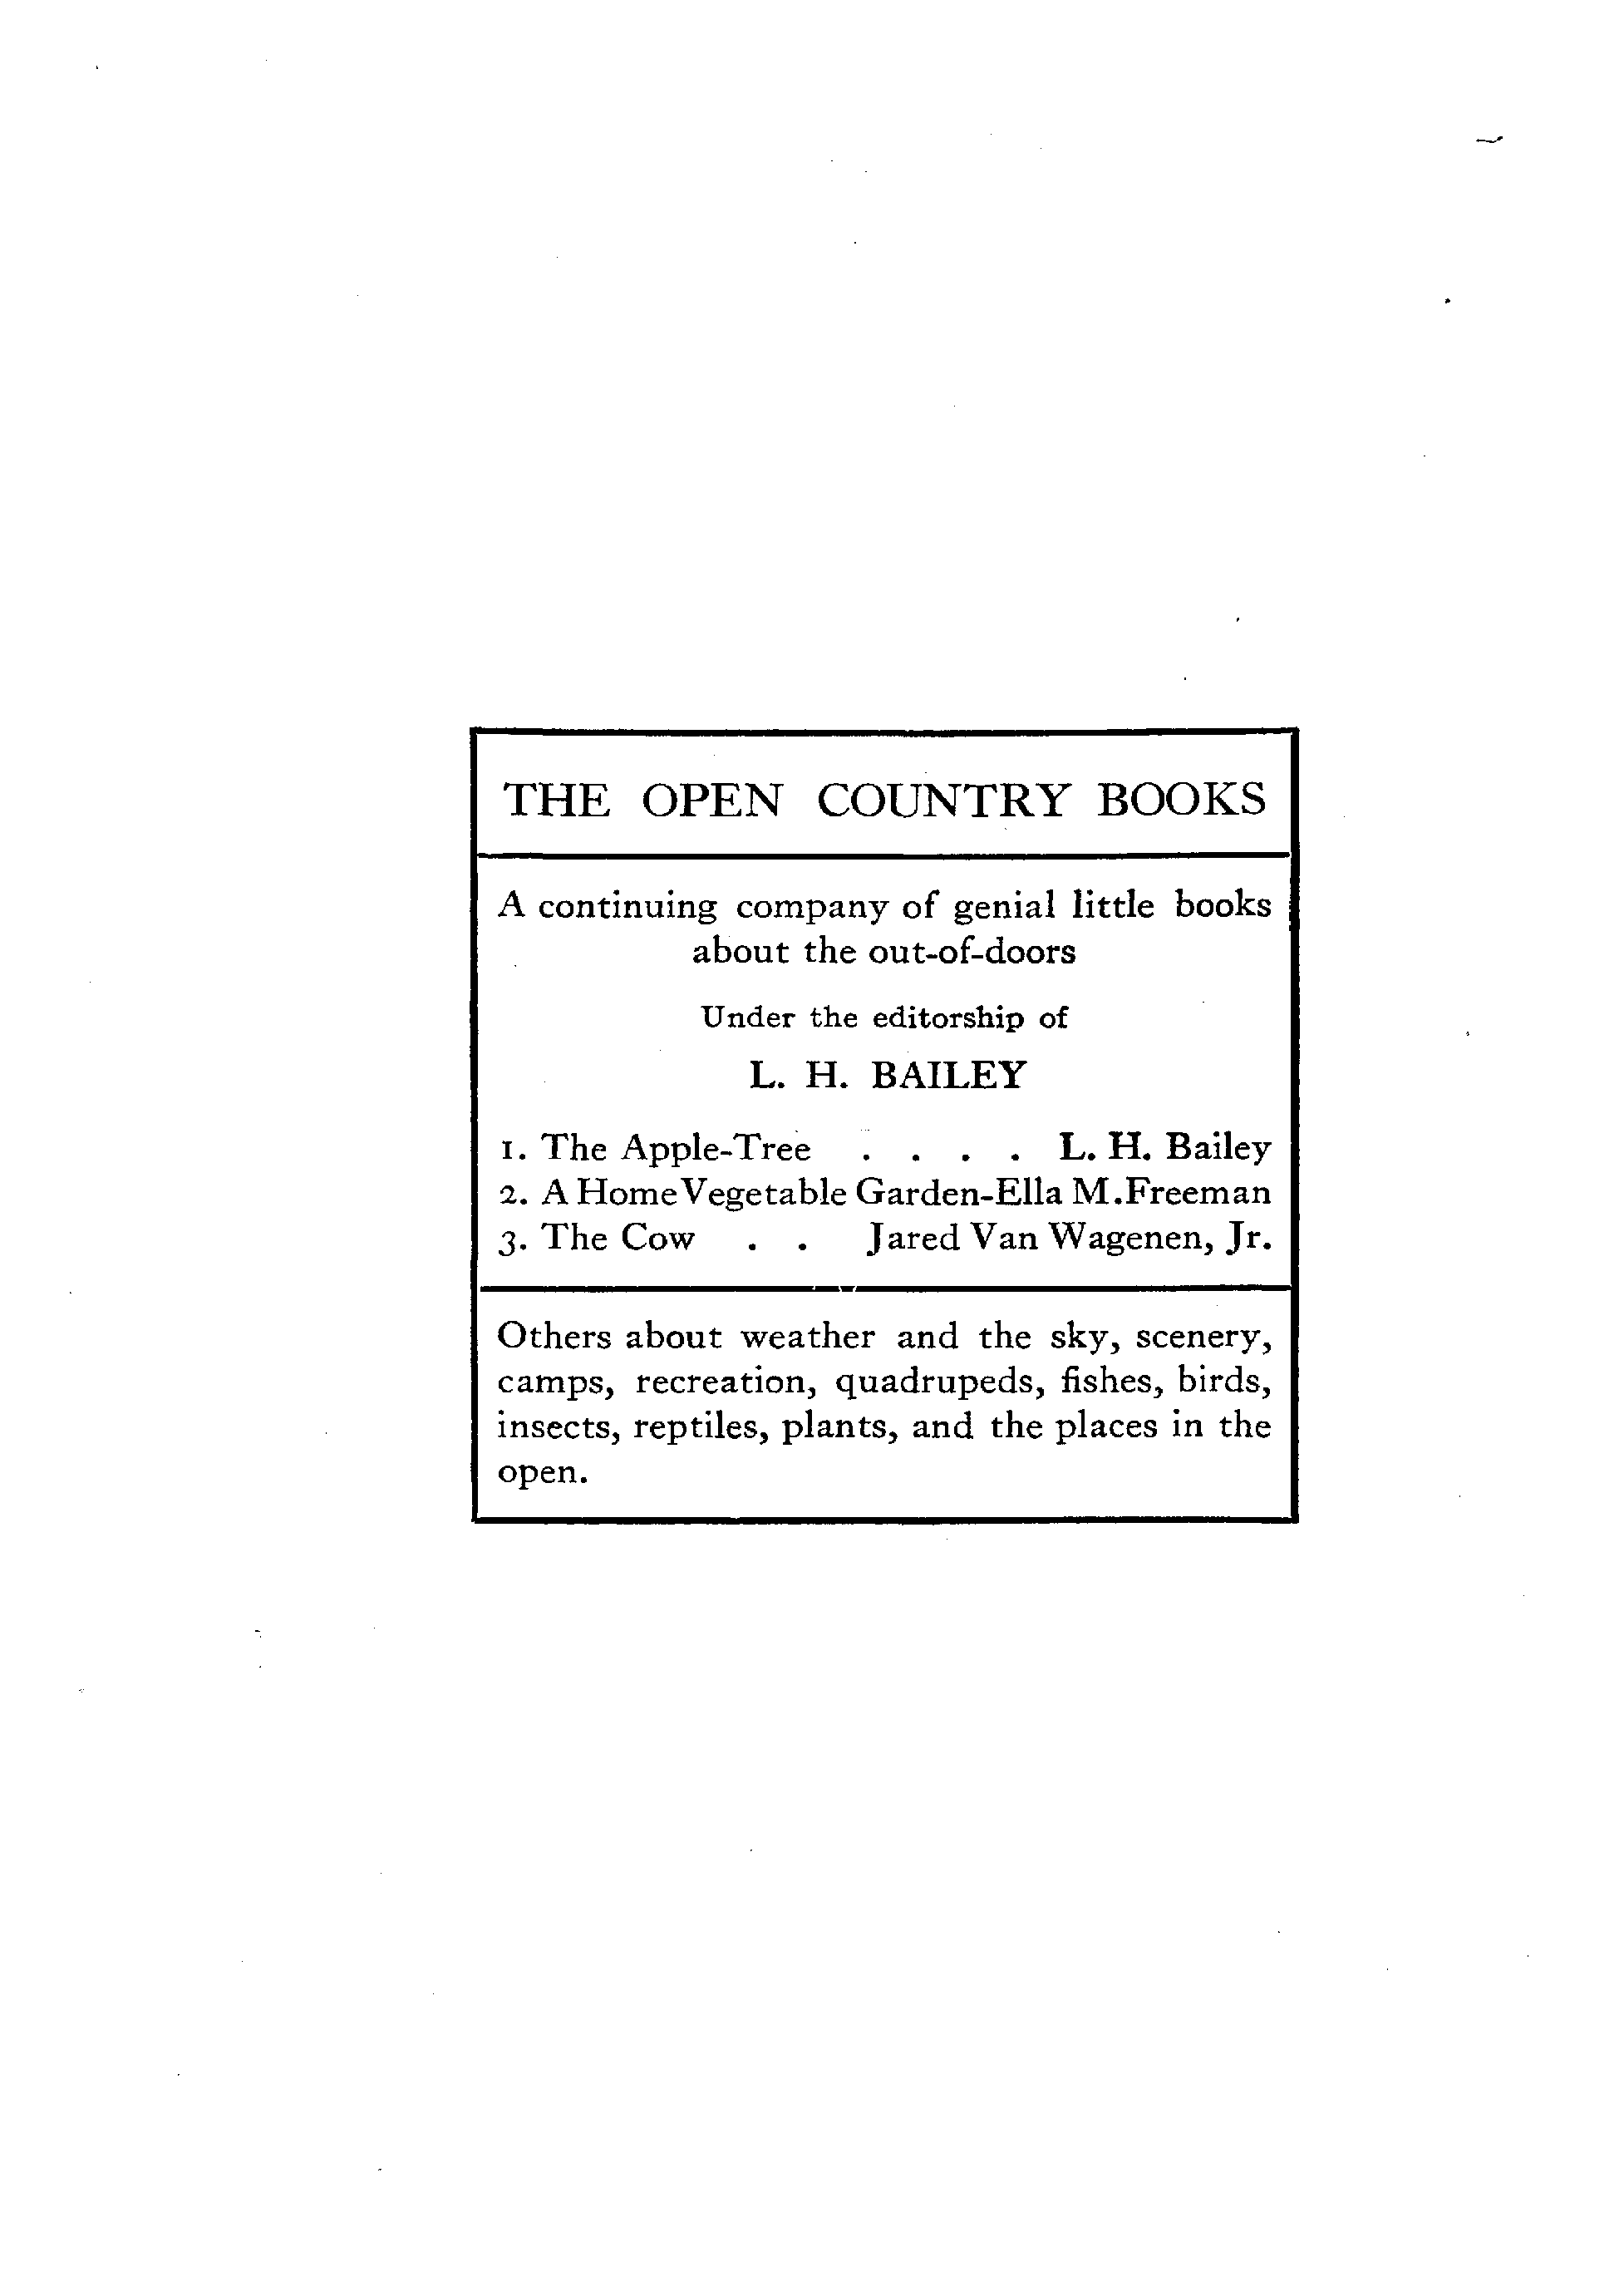 THE OPEN COUNTRY BOOKS
A continuing company of genial little books
about the out-of-doors
Under the editorship of
L. H. BAILEY
1. The Apple-Tree . . . . L. H. Bailey
2. A Home Vegetable Garden-Ella M. Freeman
3. The Cow . . Jared Van Wagenen, Jr.
Others about weather and the sky, scenery,
camps, recreation, quadrupeds, fishes, birds,
insects, reptiles, plants, and the places in the
open.